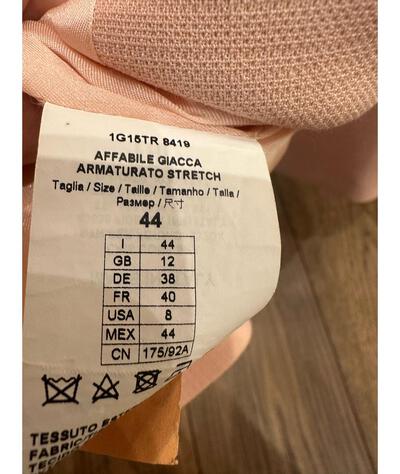 1G15TR 8419
AFFABILE GIACCA
ARMATURATO STRETCH
Taglia / Size / Taille / Tamanho / Talla /
Размер / 尺寸
44
I 44
GB 12
DE 38
FR 40
USA 8
MEX 44
CN 175/92A
TESSUTO
FABRIC/